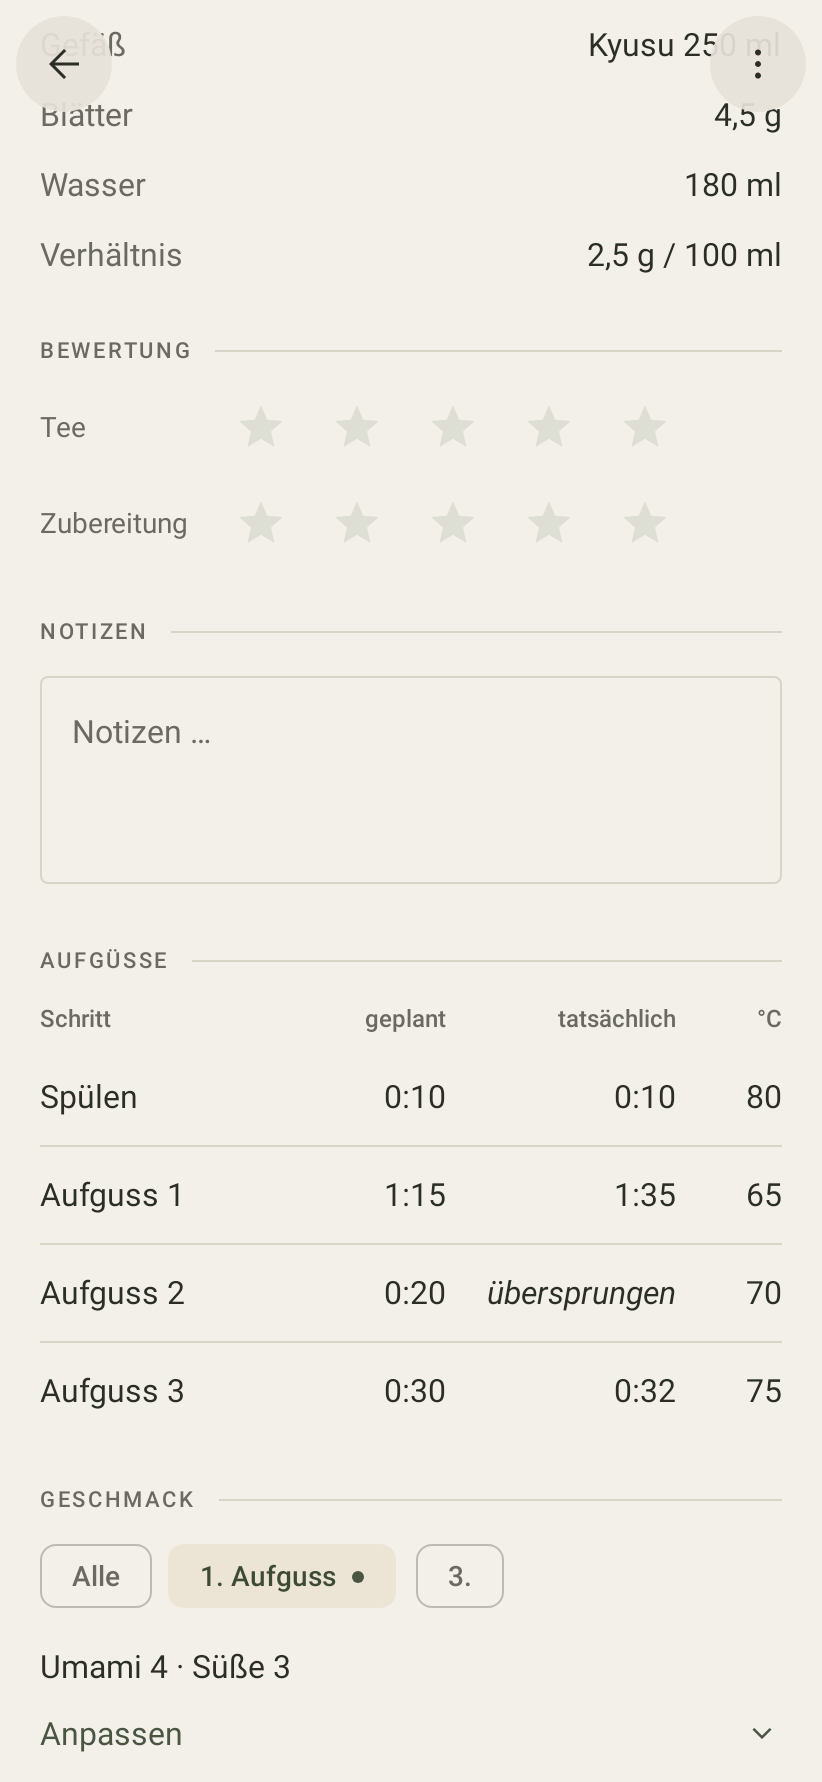 Gefäß Kyusu 250 ml
Blätter 4,5 g
Wasser 180 ml
Verhältnis 2,5 g / 100 ml
BEWERTUNG
Tee
Zubereitung
NOTIZEN
Notizen …
AUFGÜSSE
Schritt geplant tatsächlich °C
Spülen 0:10 0:10 80
Aufguss 1 1:15 1:35 65
Aufguss 2 0:20 übersprungen 70
Aufguss 3 0:30 0:32 75
GESCHMACK
Alle 1. Aufguss 3.
Umami 4 · Süße 3
Anpassen